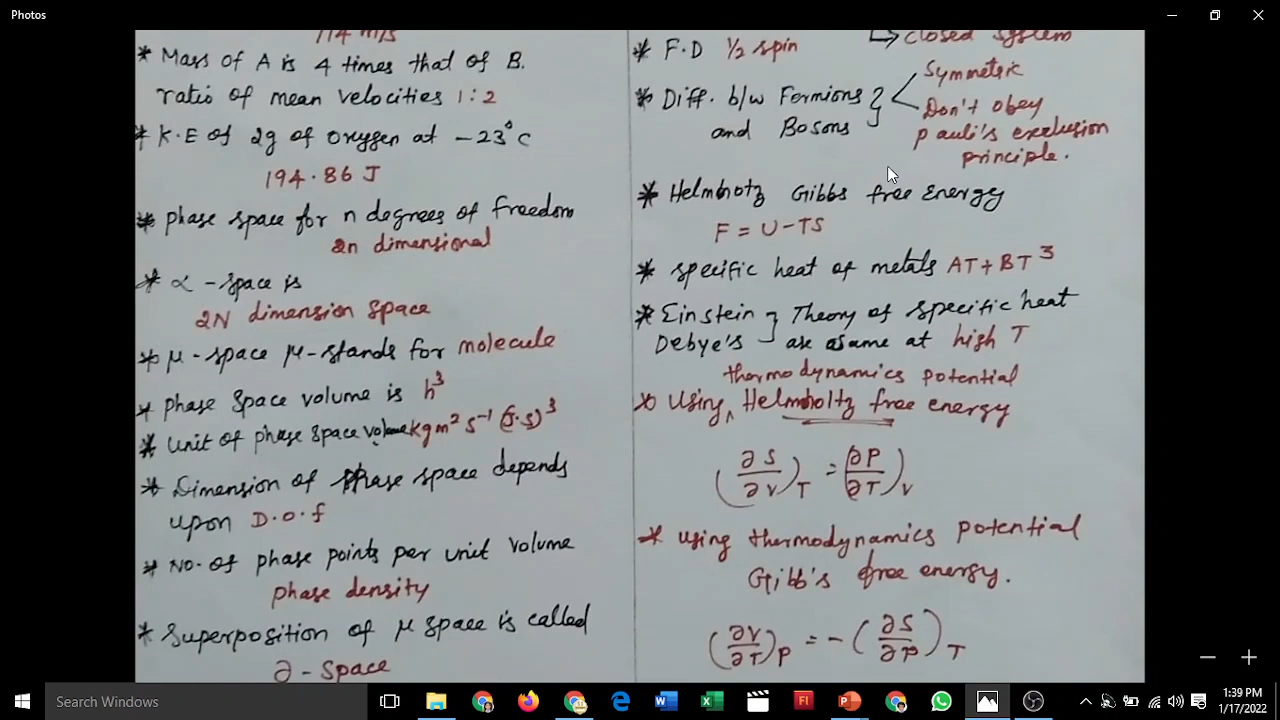 Photos
114 m/s
* Mass of A is 4 times that of B.
ratio of mean velocities 1:2
* K.E of 2g of oxygen at -23°C
194.86 J
* phase space for n degrees of freedom
2n dimensional
* α-space is
2N dimension space
* μ-space μ-stands for molecule
* phase space volume is h³
* Unit of phase space volume kgm²s⁻¹ (J.S)³
* Dimension of phase space depends
upon D.O.f
* No. of phase points per unit volume
phase density
* Superposition of μ space is called
∂-space
↳ closed system
* F.D 1/2 spin
* Diff. b/w Fermions
and Bosons
Symmetric
Don't obey
pauli's exclusion
principle.
* Helmhotz Gibbs free Energy
F = U-TS
* specific heat of metals AT+BT³
* Einstein } Theory of specific heat
Debye's are same at high T
thermodynamics potential
* Using ^ Helmholtz free energy
(∂S/∂V)T = (∂P/∂T)V
* using thermodynamics potential
Gibb's free energy.
(∂V/∂T)P = -(∂S/∂P)T
Search Windows
1:39 PM
1/17/2022